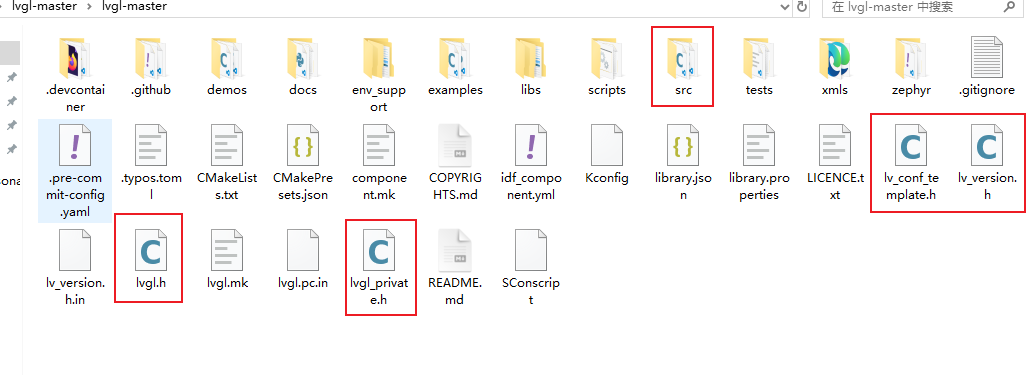 lvgl-master › lvgl-master
在 lvgl-master 中搜索
.devcontainer
.github
demos
docs
env_support
examples
libs
scripts
src
tests
xmls
zephyr
.gitignore
.pre-commit-config.yaml
.typos.toml
CMakeLists.txt
CMakePresets.json
component.mk
COPYRIGHTS.md
idf_component.yml
Kconfig
library.json
library.properties
LICENCE.txt
lv_conf_template.h
lv_version.h
lv_version.h.in
lvgl.h
lvgl.mk
lvgl.pc.in
lvgl_private.h
README.md
SConscript
sona